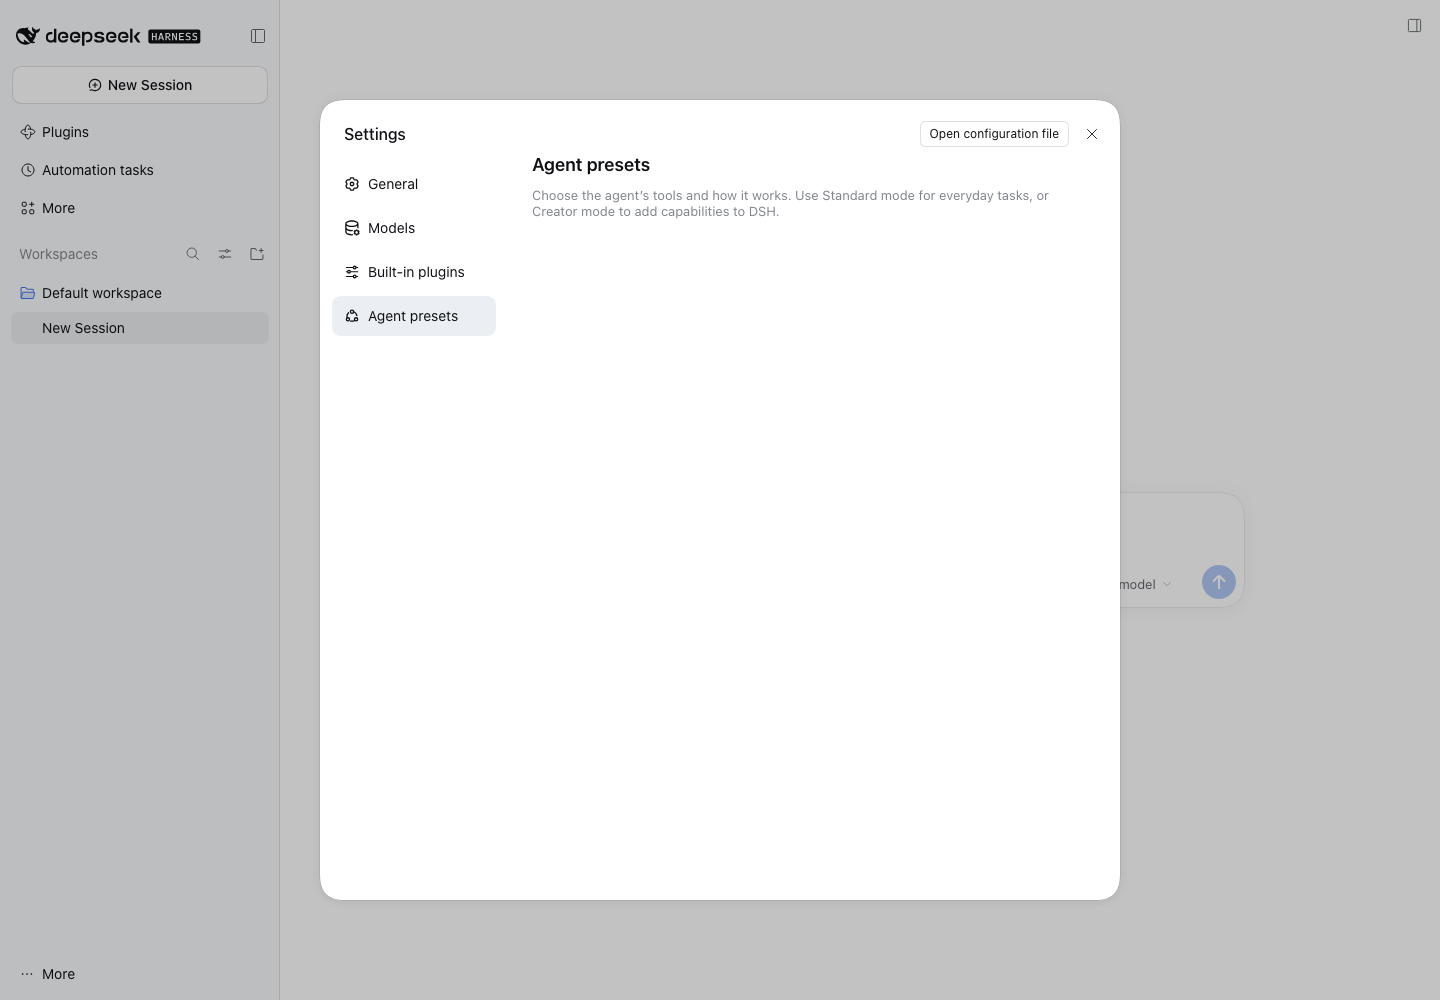 deepseek HARNESS
New Session
Plugins
Automation tasks
More
Workspaces
Default workspace
New Session
More
Settings
Open configuration file
General
Models
Built-in plugins
Agent presets
Agent presets
Choose the agent's tools and how it works. Use Standard mode for everyday tasks, or
Creator mode to add capabilities to DSH.
model